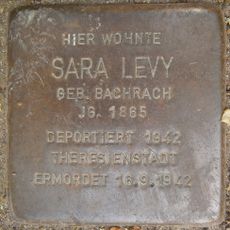 HIER WOHNTE
SARA LEVY
GEB. BACHRACH
JG. 1865
DEPORTIERT 1942
THERESIENSTADT
ERMORDET 16.9.1942